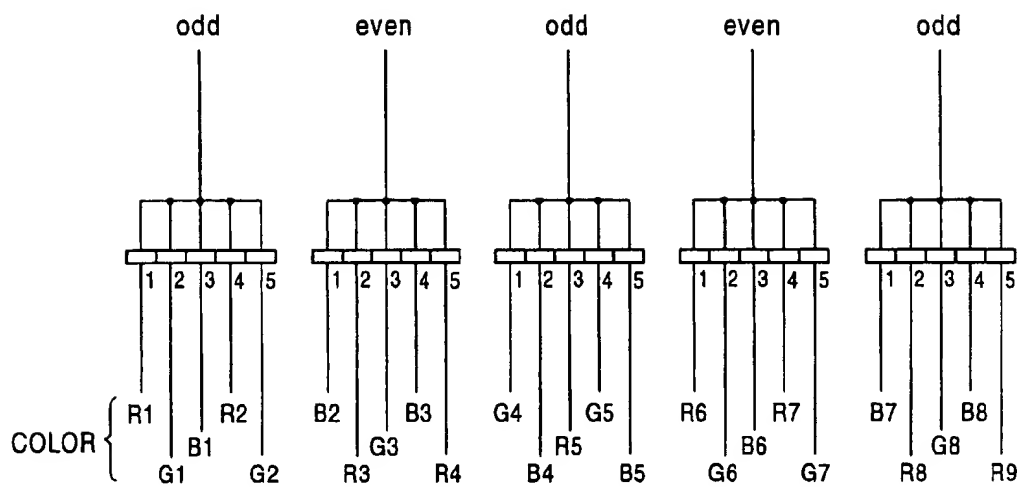 odd even odd even odd
1 2 3 4 5 1 2 3 4 5 1 2 3 4 5 1 2 3 4 5 1 2 3 4 5
R1 R2 B2 B3 G4 G5 R6 R7 B7 B8
COLOR B1 G3 R5 B6 G8
G1 G2 R3 R4 B4 B5 G6 G7 R8 R9